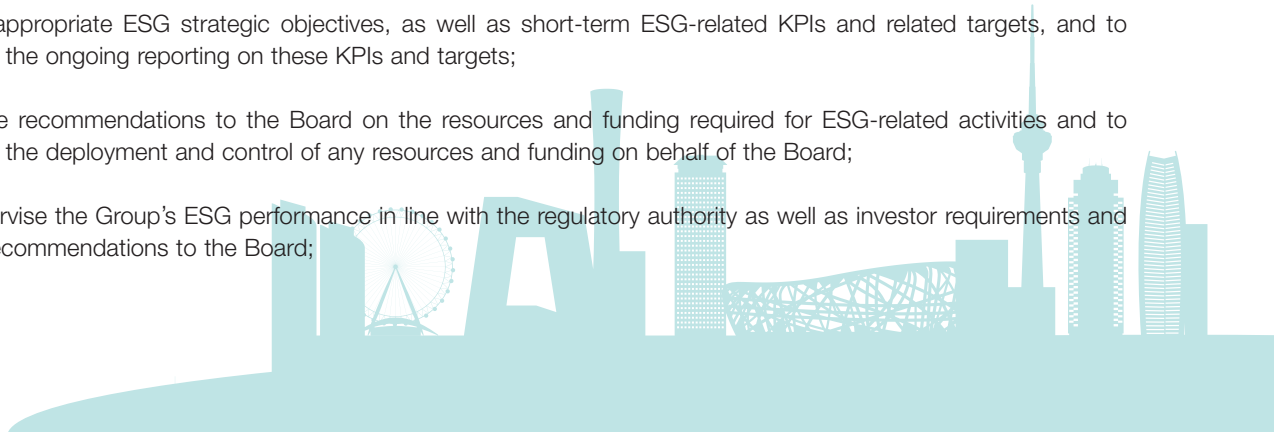 appropriate ESG strategic objectives, as well as short-term ESG-related KPIs and related targets, and to
the ongoing reporting on these KPIs and targets;
recommendations to the Board on the resources and funding required for ESG-related activities and to
the deployment and control of any resources and funding on behalf of the Board;
the Group's ESG performance in line with the regulatory authority as well as investor requirements and
to the Board;